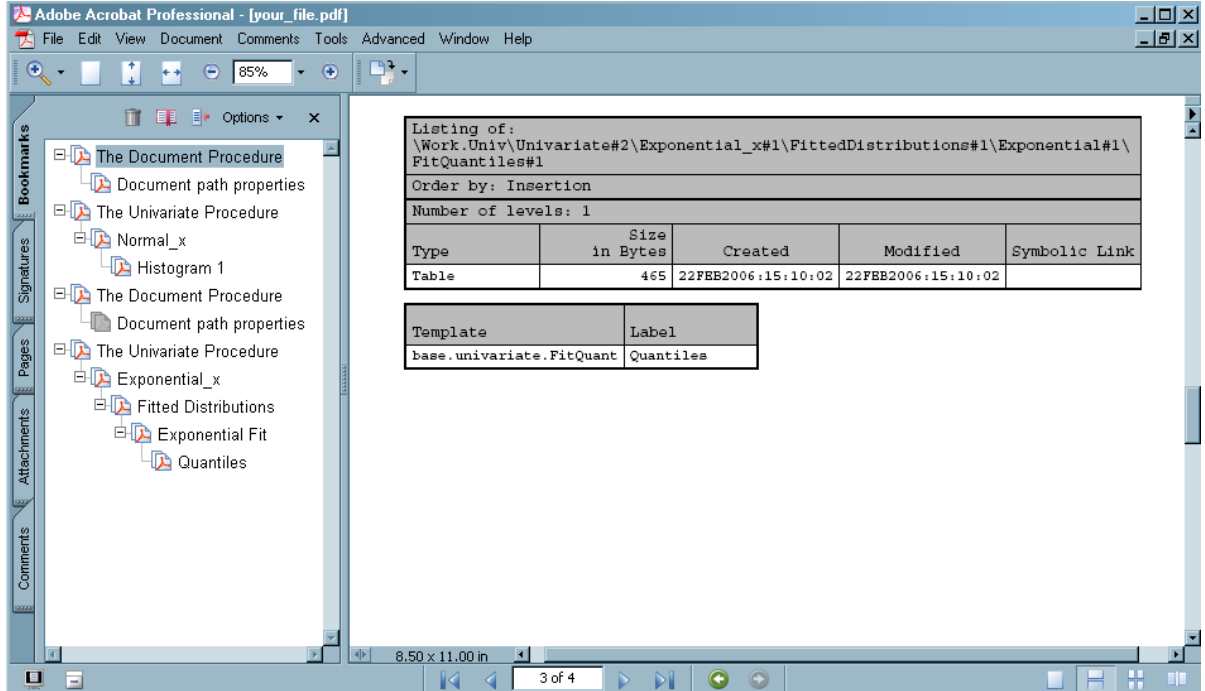 Adobe Acrobat Professional - [your_file.pdf]
File Edit View Document Comments Tools Advanced Window Help
85%
Options
x
Bookmarks
Signatures
Pages
Attachments
Comments
The Document Procedure
Document path properties
The Univariate Procedure
Normal_x
Histogram 1
The Document Procedure
Document path properties
The Univariate Procedure
Exponential_x
Fitted Distributions
Exponential Fit
Quantiles
Listing of:
\Work.Univ\Univariate#2\Exponential_x#1\FittedDistributions#1\Exponential#1\
FitQuantiles#1
Order by: Insertion
Number of levels: 1
Type Size in Bytes Created Modified Symbolic Link
Table 465 22FEB2006:15:10:02 22FEB2006:15:10:02
Template Label
base.univariate.FitQuant Quantiles
8.50 x 11.00 in
3 of 4